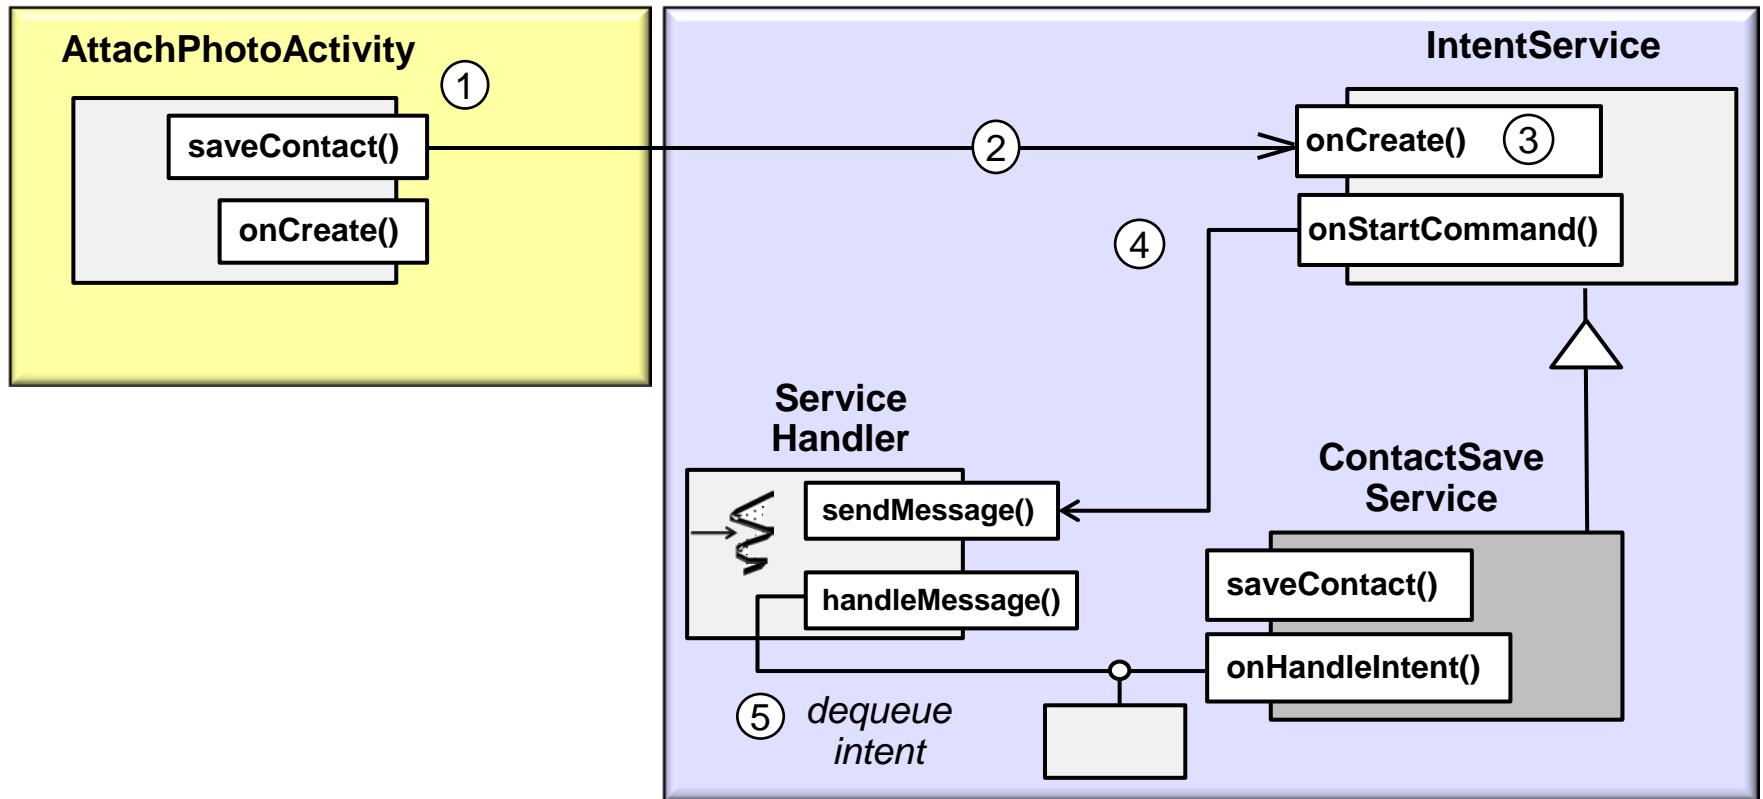 AttachPhotoActivity
1
saveContact()
onCreate()
2
IntentService
onCreate()
3
onStartCommand()
4
Service
Handler
sendMessage()
handleMessage()
ContactSave
Service
saveContact()
onHandleIntent()
5
dequeue
intent